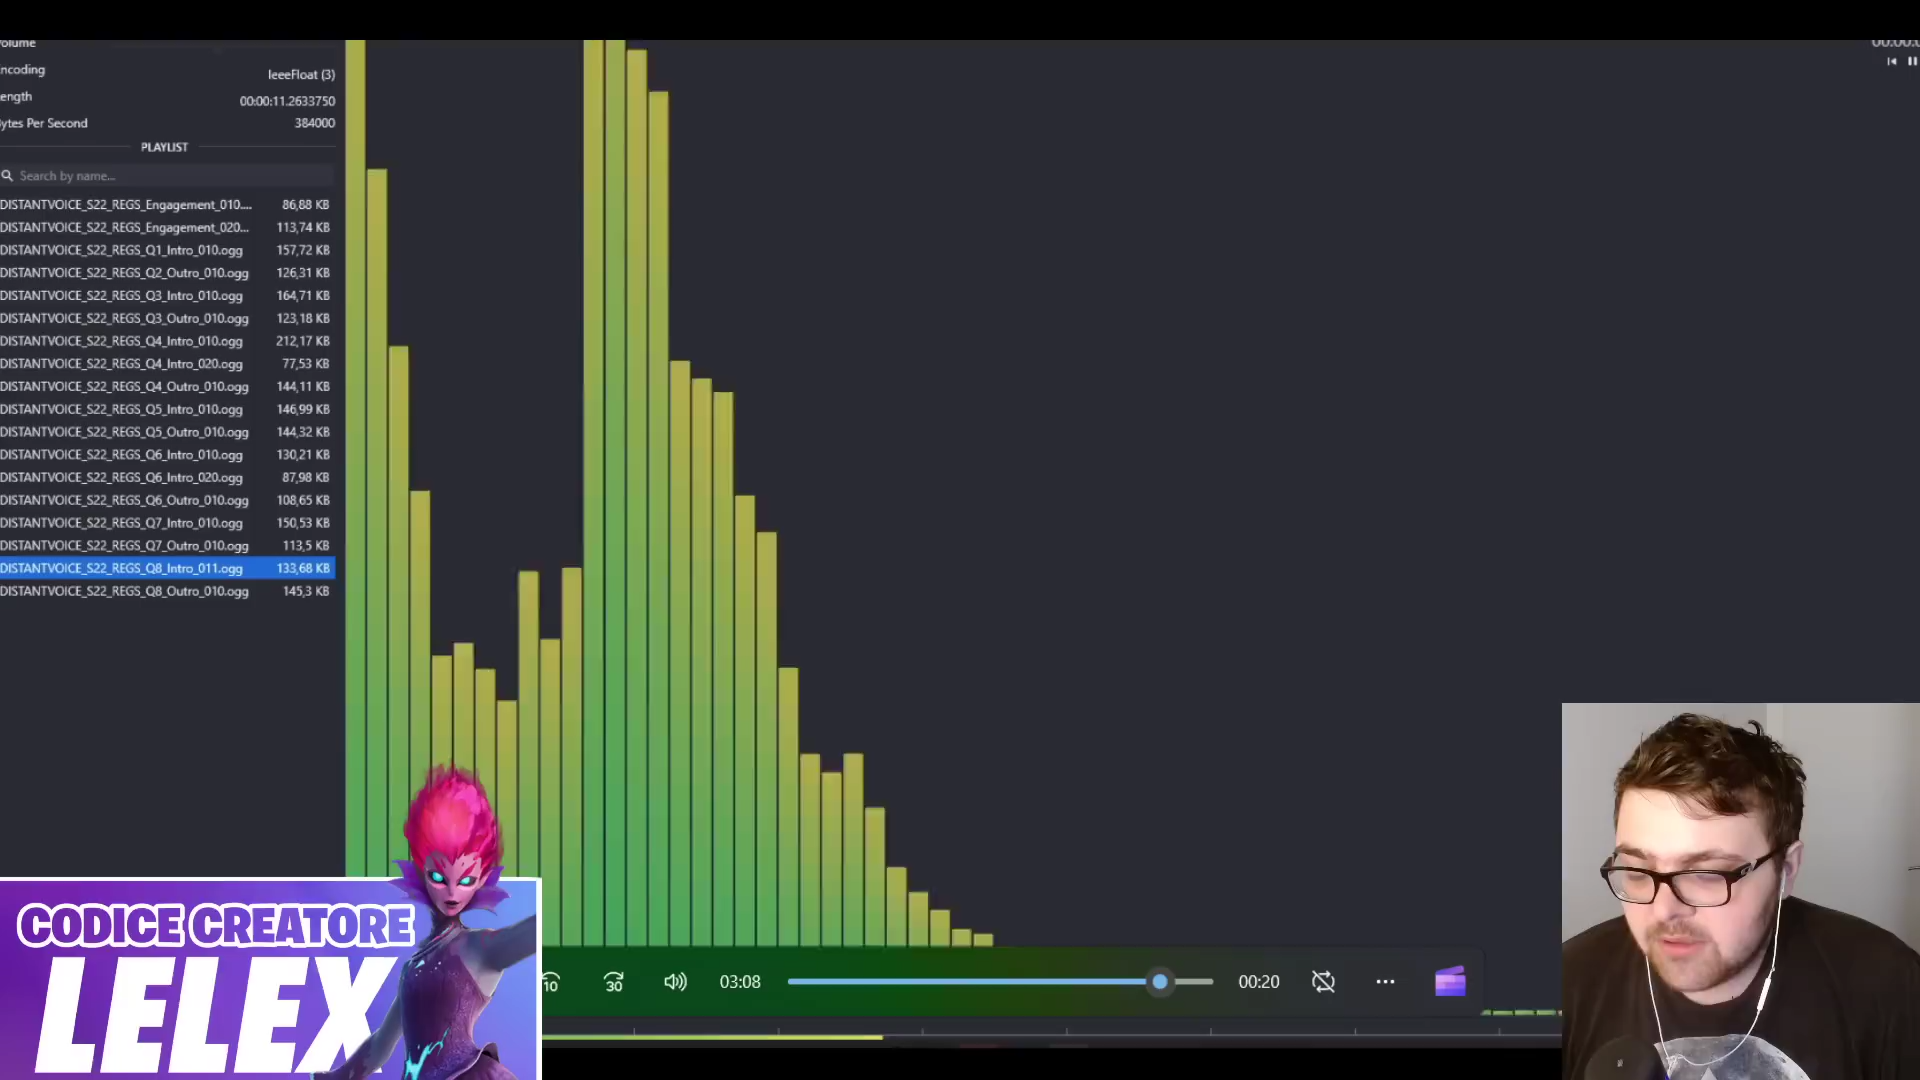 olume
ncoding IeeeFloat (3)
ength 00:00:11.2633750
ytes Per Second 384000
PLAYLIST
Search by name...
DISTANTVOICE_S22_REGS_Engagement_010.... 86,88 KB
DISTANTVOICE_S22_REGS_Engagement_020... 113,74 KB
DISTANTVOICE_S22_REGS_Q1_Intro_010.ogg 157,72 KB
DISTANTVOICE_S22_REGS_Q2_Outro_010.ogg 126,31 KB
DISTANTVOICE_S22_REGS_Q3_Intro_010.ogg 164,71 KB
DISTANTVOICE_S22_REGS_Q3_Outro_010.ogg 123,18 KB
DISTANTVOICE_S22_REGS_Q4_Intro_010.ogg 212,17 KB
DISTANTVOICE_S22_REGS_Q4_Intro_020.ogg 77,53 KB
DISTANTVOICE_S22_REGS_Q4_Outro_010.ogg 144,11 KB
DISTANTVOICE_S22_REGS_Q5_Intro_010.ogg 146,99 KB
DISTANTVOICE_S22_REGS_Q5_Outro_010.ogg 144,32 KB
DISTANTVOICE_S22_REGS_Q6_Intro_010.ogg 130,21 KB
DISTANTVOICE_S22_REGS_Q6_Intro_020.ogg 87,98 KB
DISTANTVOICE_S22_REGS_Q6_Outro_010.ogg 108,65 KB
DISTANTVOICE_S22_REGS_Q7_Intro_010.ogg 150,53 KB
DISTANTVOICE_S22_REGS_Q7_Outro_010.ogg 113,5 KB
DISTANTVOICE_S22_REGS_Q8_Intro_011.ogg 133,68 KB
DISTANTVOICE_S22_REGS_Q8_Outro_010.ogg 145,3 KB
CODICE CREATORE
LELEX
10 30 03:08 00:20